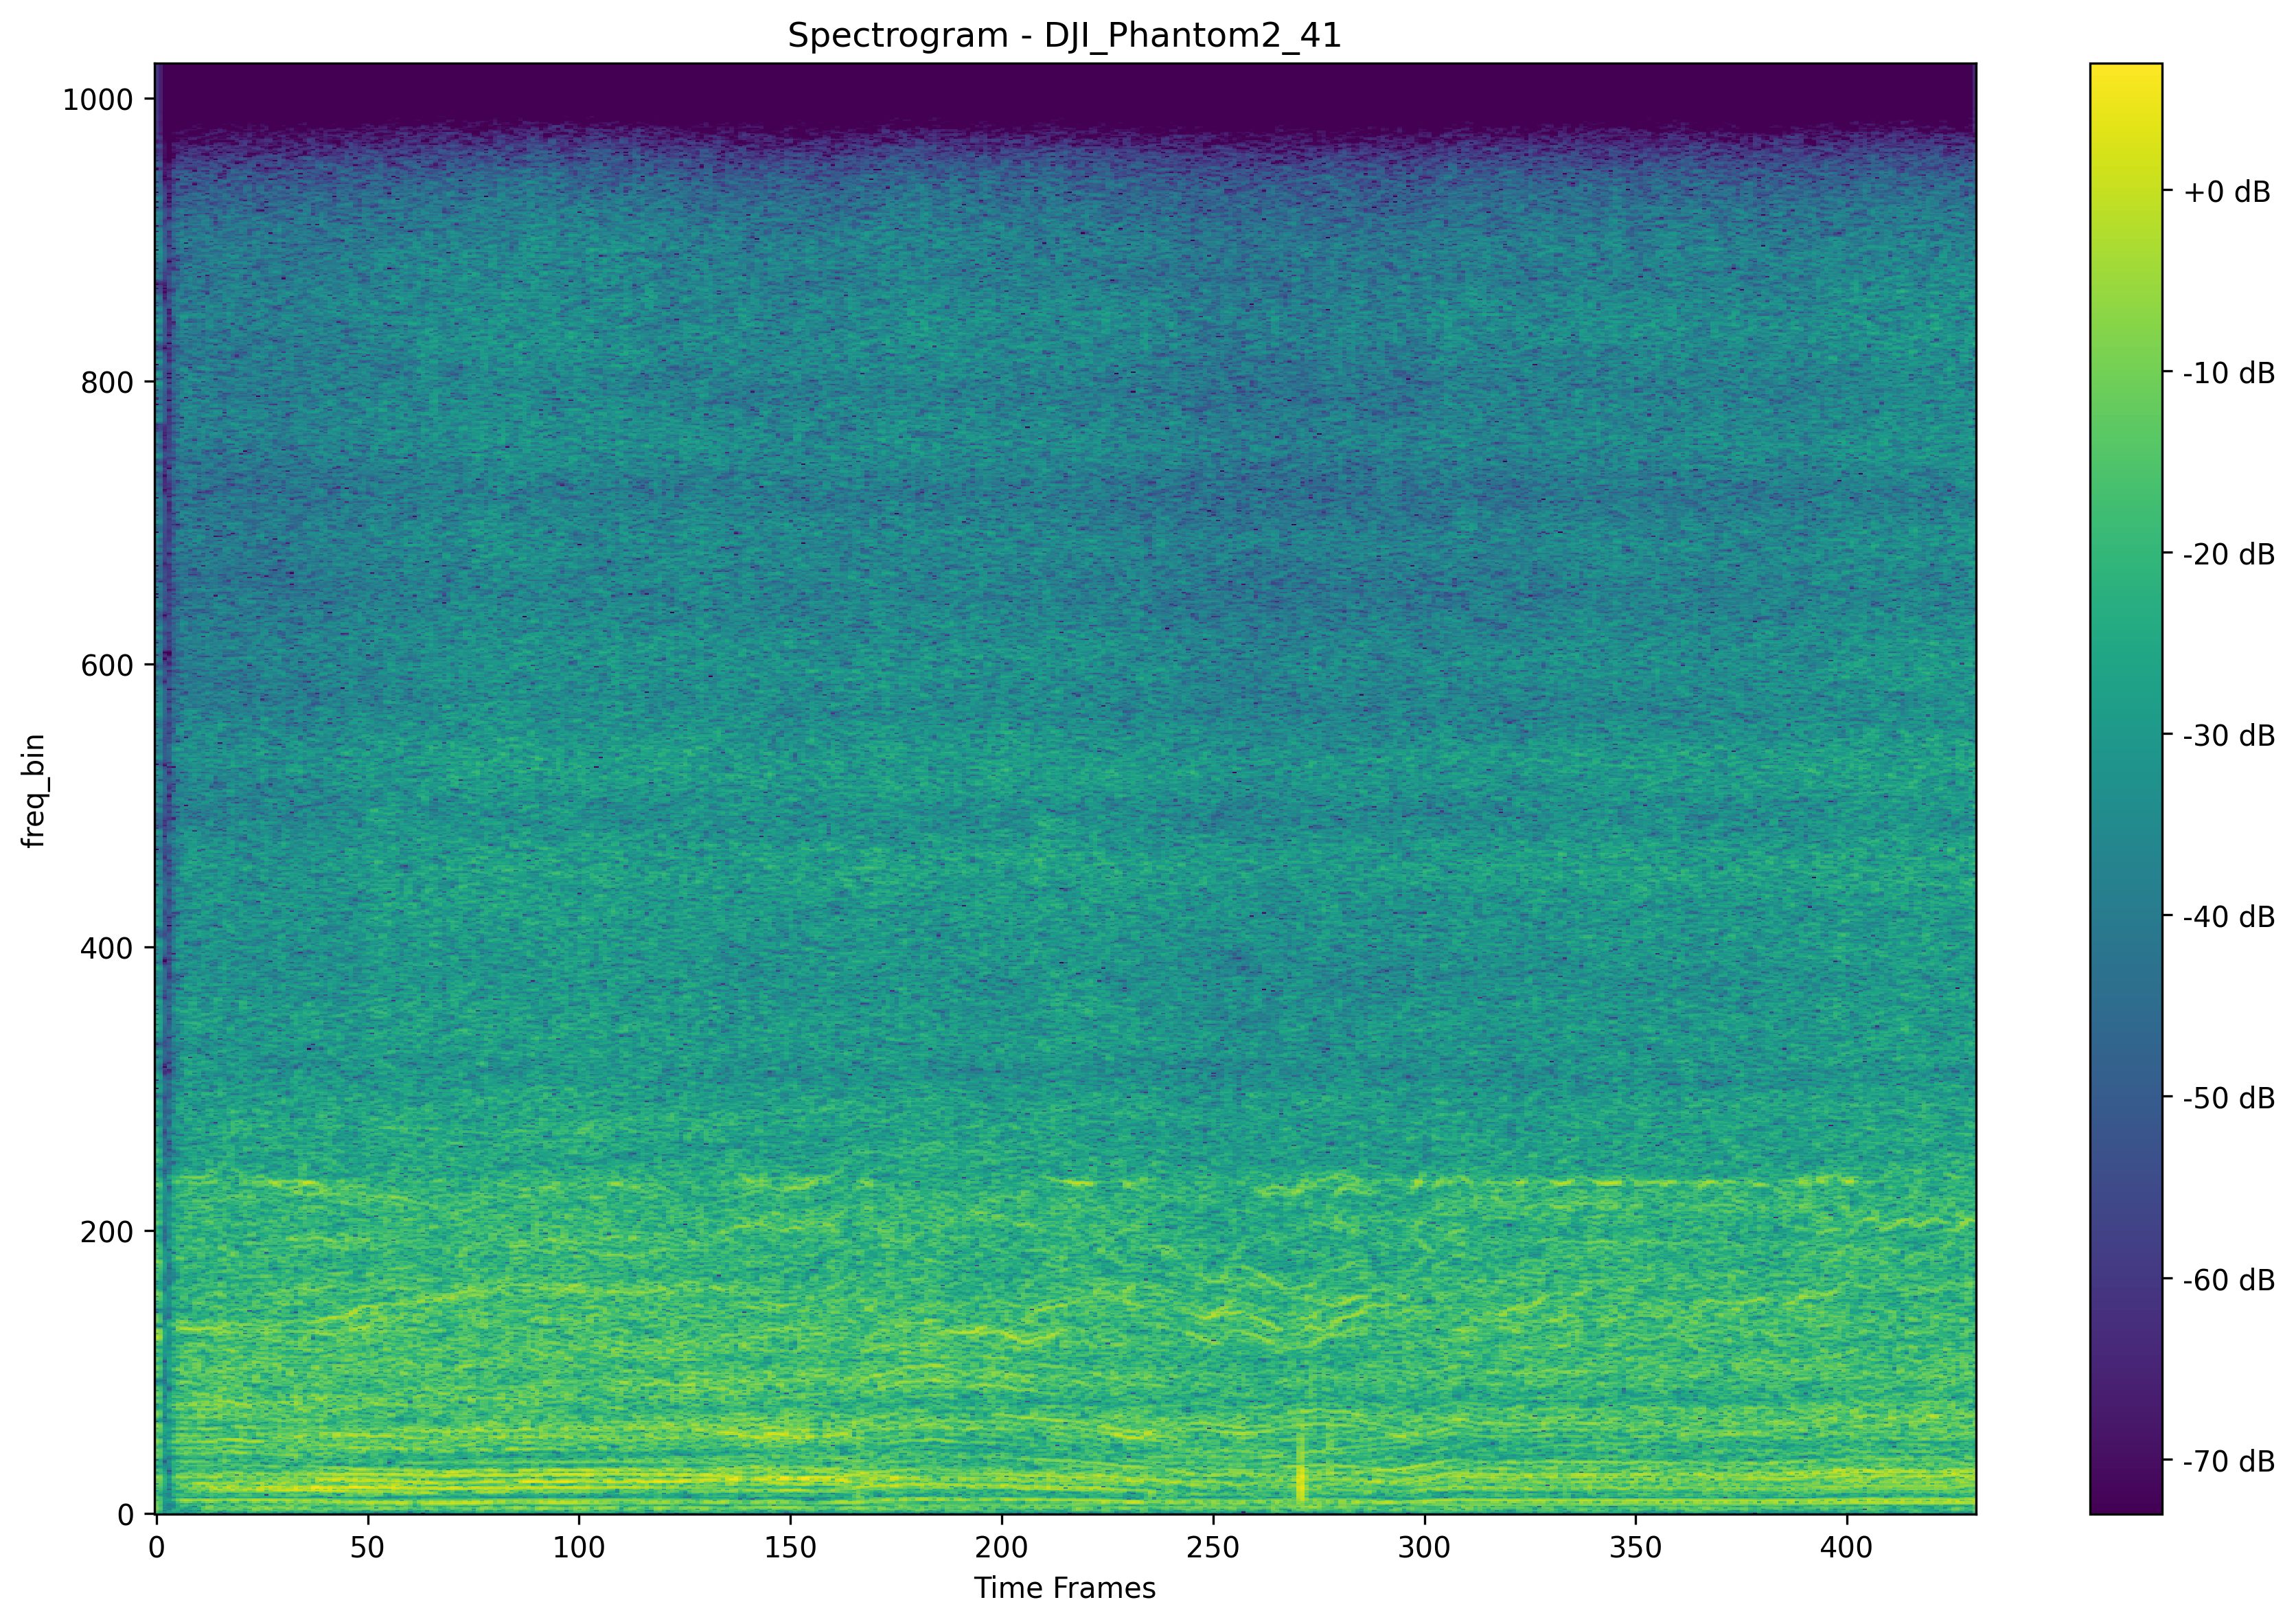 Spectrogram - DJI_Phantom2_41
1000
800
600
400
200
0
freq_bin
0 50 100 150 200 250 300 350 400
Time Frames
+0 dB
-10 dB
-20 dB
-30 dB
-40 dB
-50 dB
-60 dB
-70 dB